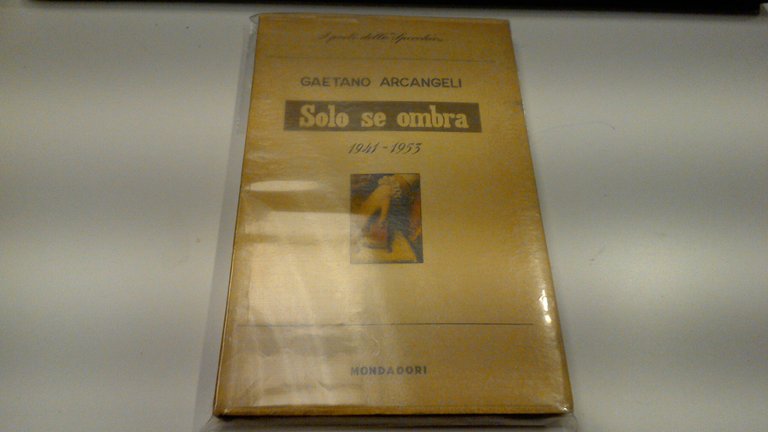 I poeti dello Specchio
GAETANO ARCANGELI
Solo se ombra
1941-1953
MONDADORI